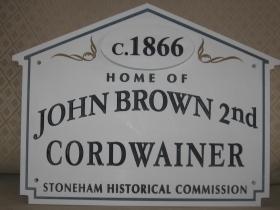 c.1866
HOME OF
JOHN BROWN 2nd
CORDWAINER
STONEHAM HISTORICAL COMMISSION